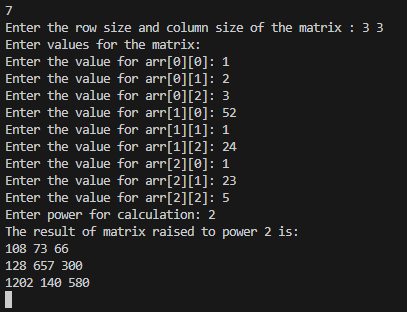 7
Enter the row size and column size of the matrix : 3 3
Enter values for the matrix:
Enter the value for arr[0][0]: 1
Enter the value for arr[0][1]: 2
Enter the value for arr[0][2]: 3
Enter the value for arr[1][0]: 52
Enter the value for arr[1][1]: 1
Enter the value for arr[1][2]: 24
Enter the value for arr[2][0]: 1
Enter the value for arr[2][1]: 23
Enter the value for arr[2][2]: 5
Enter power for calculation: 2
The result of matrix raised to power 2 is:
108 73 66
128 657 300
1202 140 580